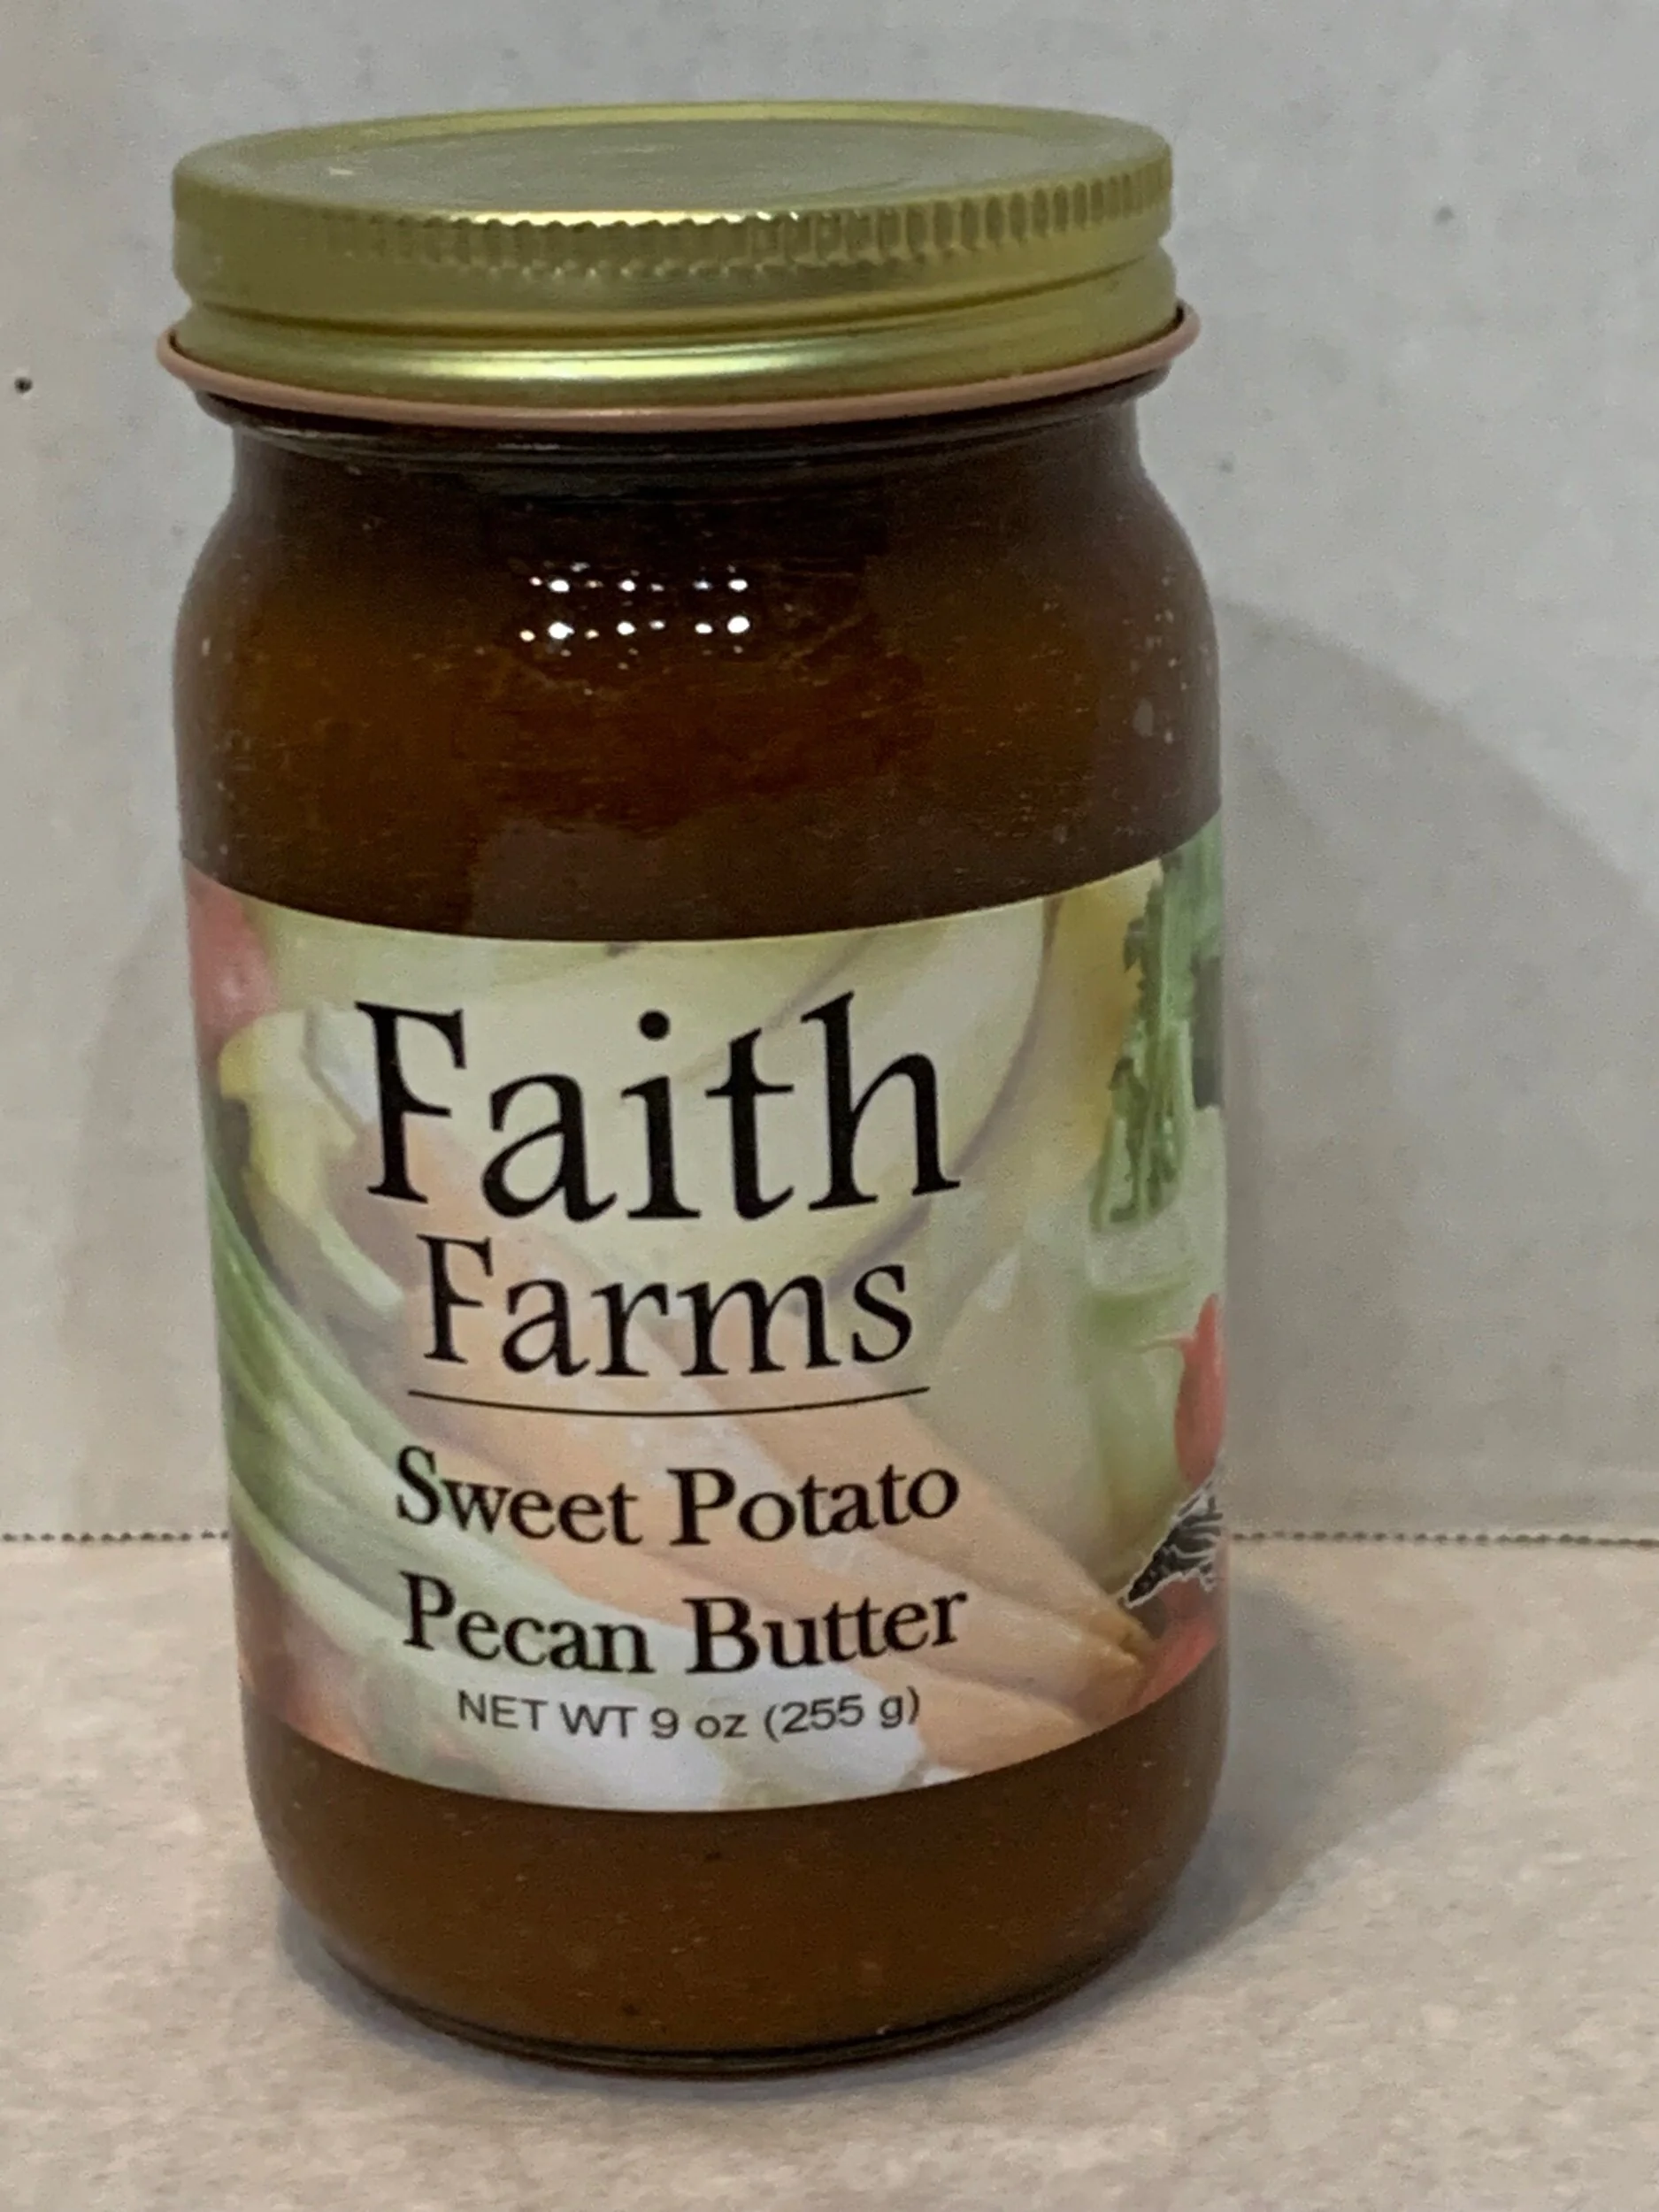 Faith
Farms
Sweet Potato
Pecan Butter
NET WT 9 oz (255 g)